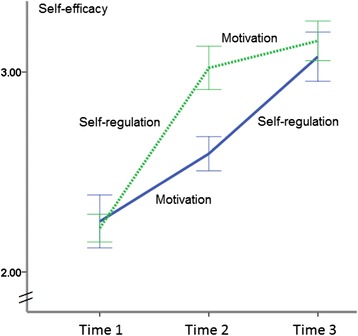 Self-efficacy
Motivation
3.00
Self-regulation
Self-regulation
Motivation
2.00
Time 1
Time 2
Time 3